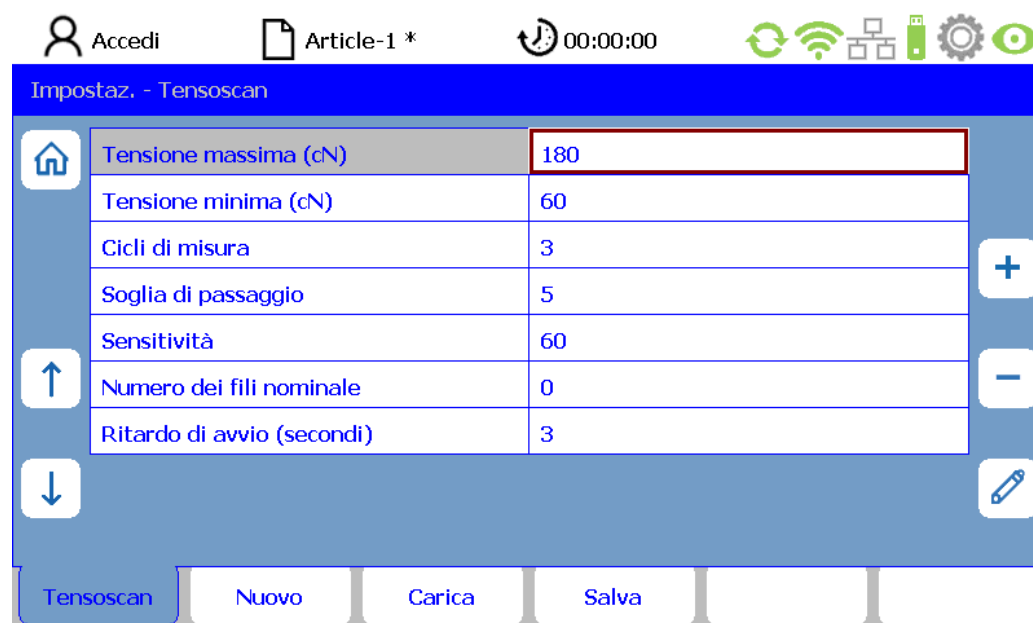 Accedi Article-1 * 00:00:00
Impostaz. - Tensoscan
Tensione massima (cN) 180
Tensione minima (cN) 60
Cicli di misura 3
Soglia di passaggio 5
Sensitività 60
Numero dei fili nominale 0
Ritardo di avvio (secondi) 3
Tensoscan Nuovo Carica Salva